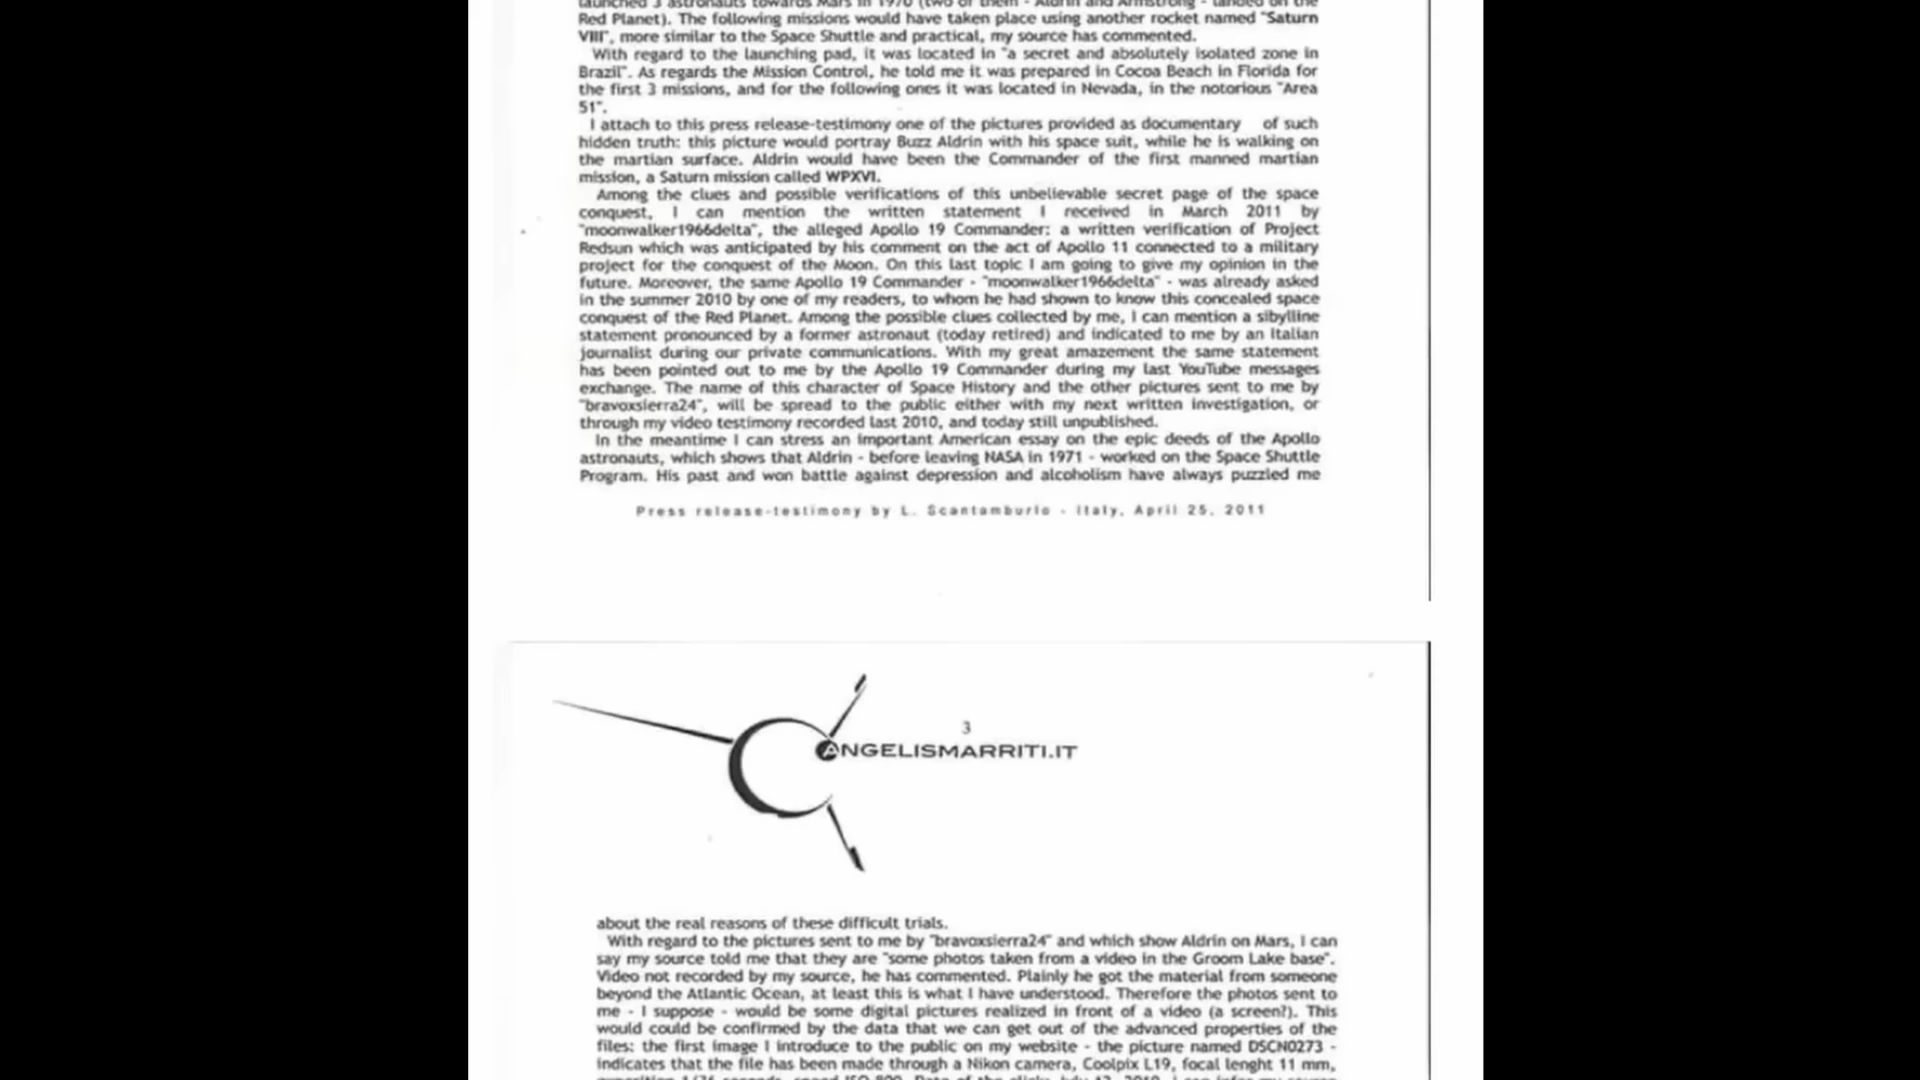 launched 3 astronauts towards Mars in 1970 (two of them - Aldrin and Armstrong - landed on the
Red Planet). The following missions would have taken place using another rocket named "Saturn
VIII", more similar to the Space Shuttle and practical, my source has commented.
With regard to the launching pad, it was located in "a secret and absolutely isolated zone in
Brazil". As regards the Mission Control, he told me it was prepared in Cocoa Beach in Florida for
the first 3 missions, and for the following ones it was located in Nevada, in the notorious "Area
51".
I attach to this press release-testimony one of the pictures provided as documentary of such
hidden truth: this picture would portray Buzz Aldrin with his space suit, while he is walking on
the martian surface. Aldrin would have been the Commander of the first manned martian
mission, a Saturn mission called WPXVI.
Among the clues and possible verifications of this unbelievable secret page of the space
conquest, I can mention the written statement I received in March 2011 by
"moonwalker1966delta", the alleged Apollo 19 Commander: a written verification of Project
Redsun which was anticipated by his comment on the act of Apollo 11 connected to a military
project for the conquest of the Moon. On this last topic I am going to give my opinion in the
future. Moreover, the same Apollo 19 Commander - "moonwalker1966delta" - was already asked
in the summer 2010 by one of my readers, to whom he had shown to know this concealed space
conquest of the Red Planet. Among the possible clues collected by me, I can mention a sibylline
statement pronounced by a former astronaut (today retired) and indicated to me by an Italian
journalist during our private communications. With my great amazement the same statement
has been pointed out to me by the Apollo 19 Commander during my last YouTube messages
exchange. The name of this character of Space History and the other pictures sent to me by
"bravoxsierra24", will be spread to the public either with my next written investigation, or
through my video testimony recorded last 2010, and today still unpublished.
In the meantime I can stress an important American essay on the epic deeds of the Apollo
astronauts, which shows that Aldrin - before leaving NASA in 1971 - worked on the Space Shuttle
Program. His past and won battle against depression and alcoholism have always puzzled me
Press release-testimony by L. Scantamburlo - Italy, April 25, 2011
3
ANGELISMARRITI.IT
about the real reasons of these difficult trials.
With regard to the pictures sent to me by "bravoxsierra24" and which show Aldrin on Mars, I can
say my source told me that they are "some photos taken from a video in the Groom Lake base".
Video not recorded by my source, he has commented. Plainly he got the material from someone
beyond the Atlantic Ocean, at least this is what I have understood. Therefore the photos sent to
me - I suppose - would be some digital pictures realized in front of a video (a screen?). This
would could be confirmed by the data that we can get out of the advanced properties of the
files: the first image I introduce to the public on my website - the picture named DSCN0273 -
indicates that the file has been made through a Nikon camera, Coolpix L19, focal lenght 11 mm,